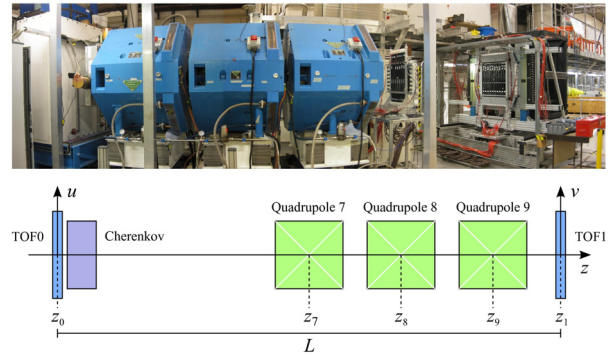 u
v
Quadrupole 7 Quadrupole 8 Quadrupole 9
TOF0 Cherenkov TOF1
z
z0 z7 z8 z9 z1
L